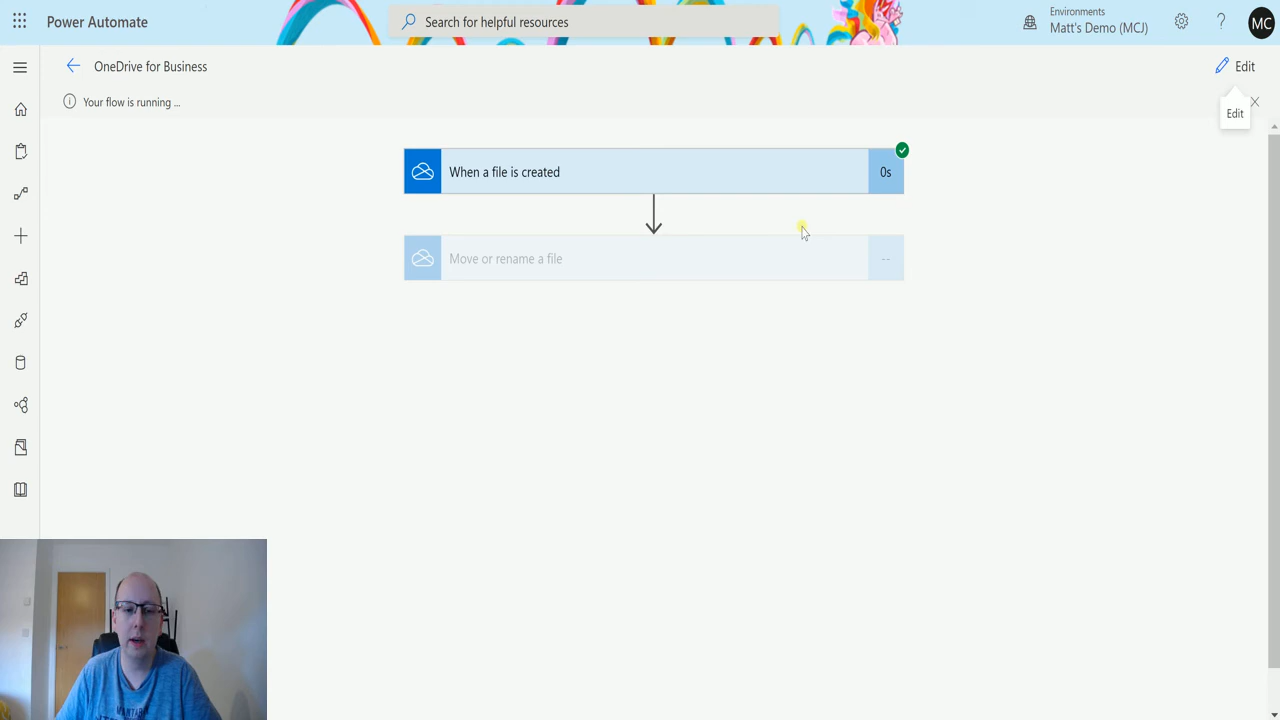 Power Automate
Search for helpful resources
Environments
Matt's Demo (MCJ)
MC
OneDrive for Business
Edit
Your flow is running ...
Edit
When a file is created
0s
Move or rename a file
--